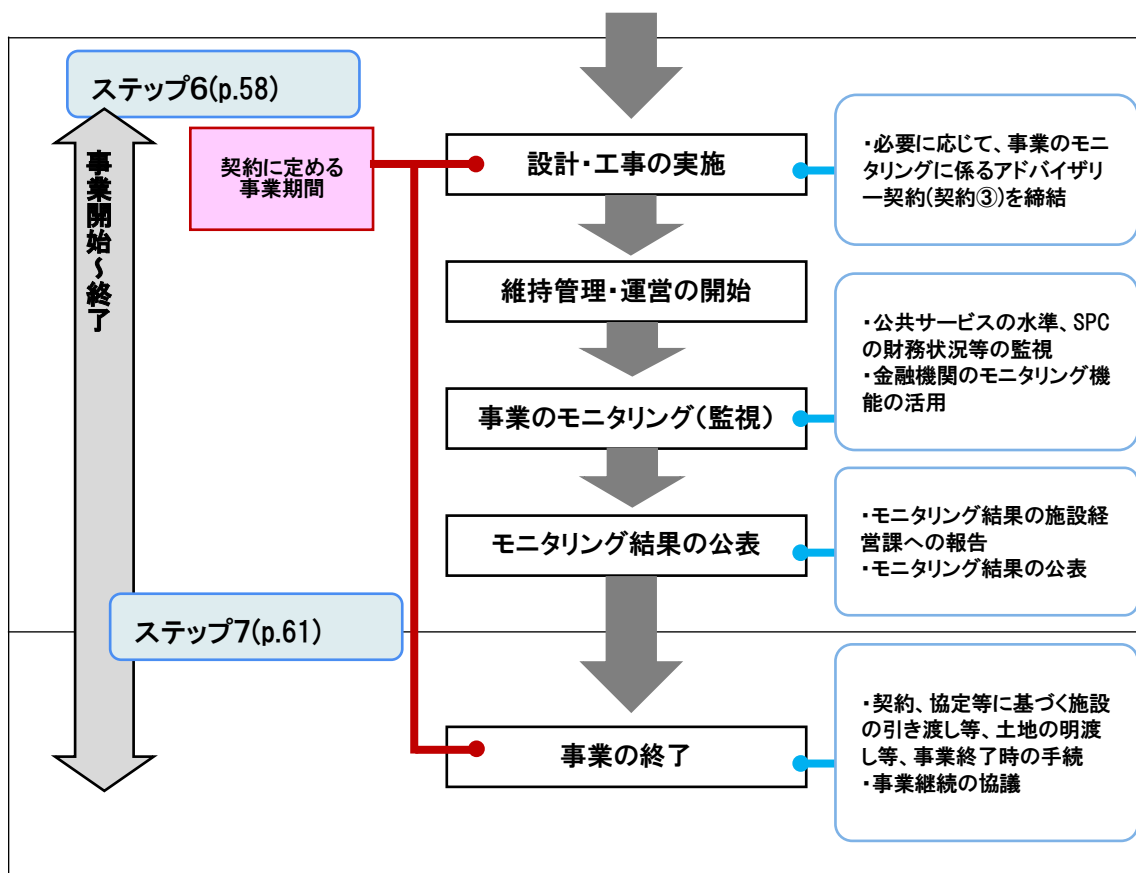 ステップ6(p.58)
事業開始～終了
契約に定める
事業期間
設計・工事の実施
・必要に応じて、事業のモニ
タリングに係るアドバイザリ
ー契約(契約③)を締結
維持管理・運営の開始
・公共サービスの水準、SPC
の財務状況等の監視
・金融機関のモニタリング機
能の活用
事業のモニタリング（監視）
モニタリング結果の公表
・モニタリング結果の施設経
営課への報告
・モニタリング結果の公表
ステップ7(p.61)
事業の終了
・契約、協定等に基づく施設
の引き渡し等、土地の明渡
し等、事業終了時の手続
・事業継続の協議